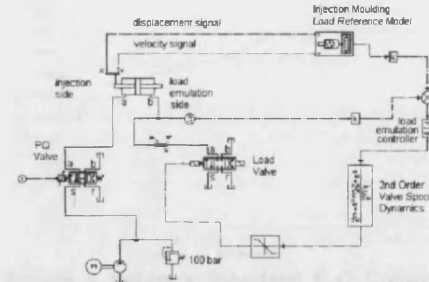 displacement signal
Injection Moulding
Load Reference Model
velocity signal
x
injection
side
load
emulation
side
a b
load
emulation
controller
PQ
Valve
a b
a b
Load
Valve
2nd Order
Valve Spool
Dynamics
100 bar
M